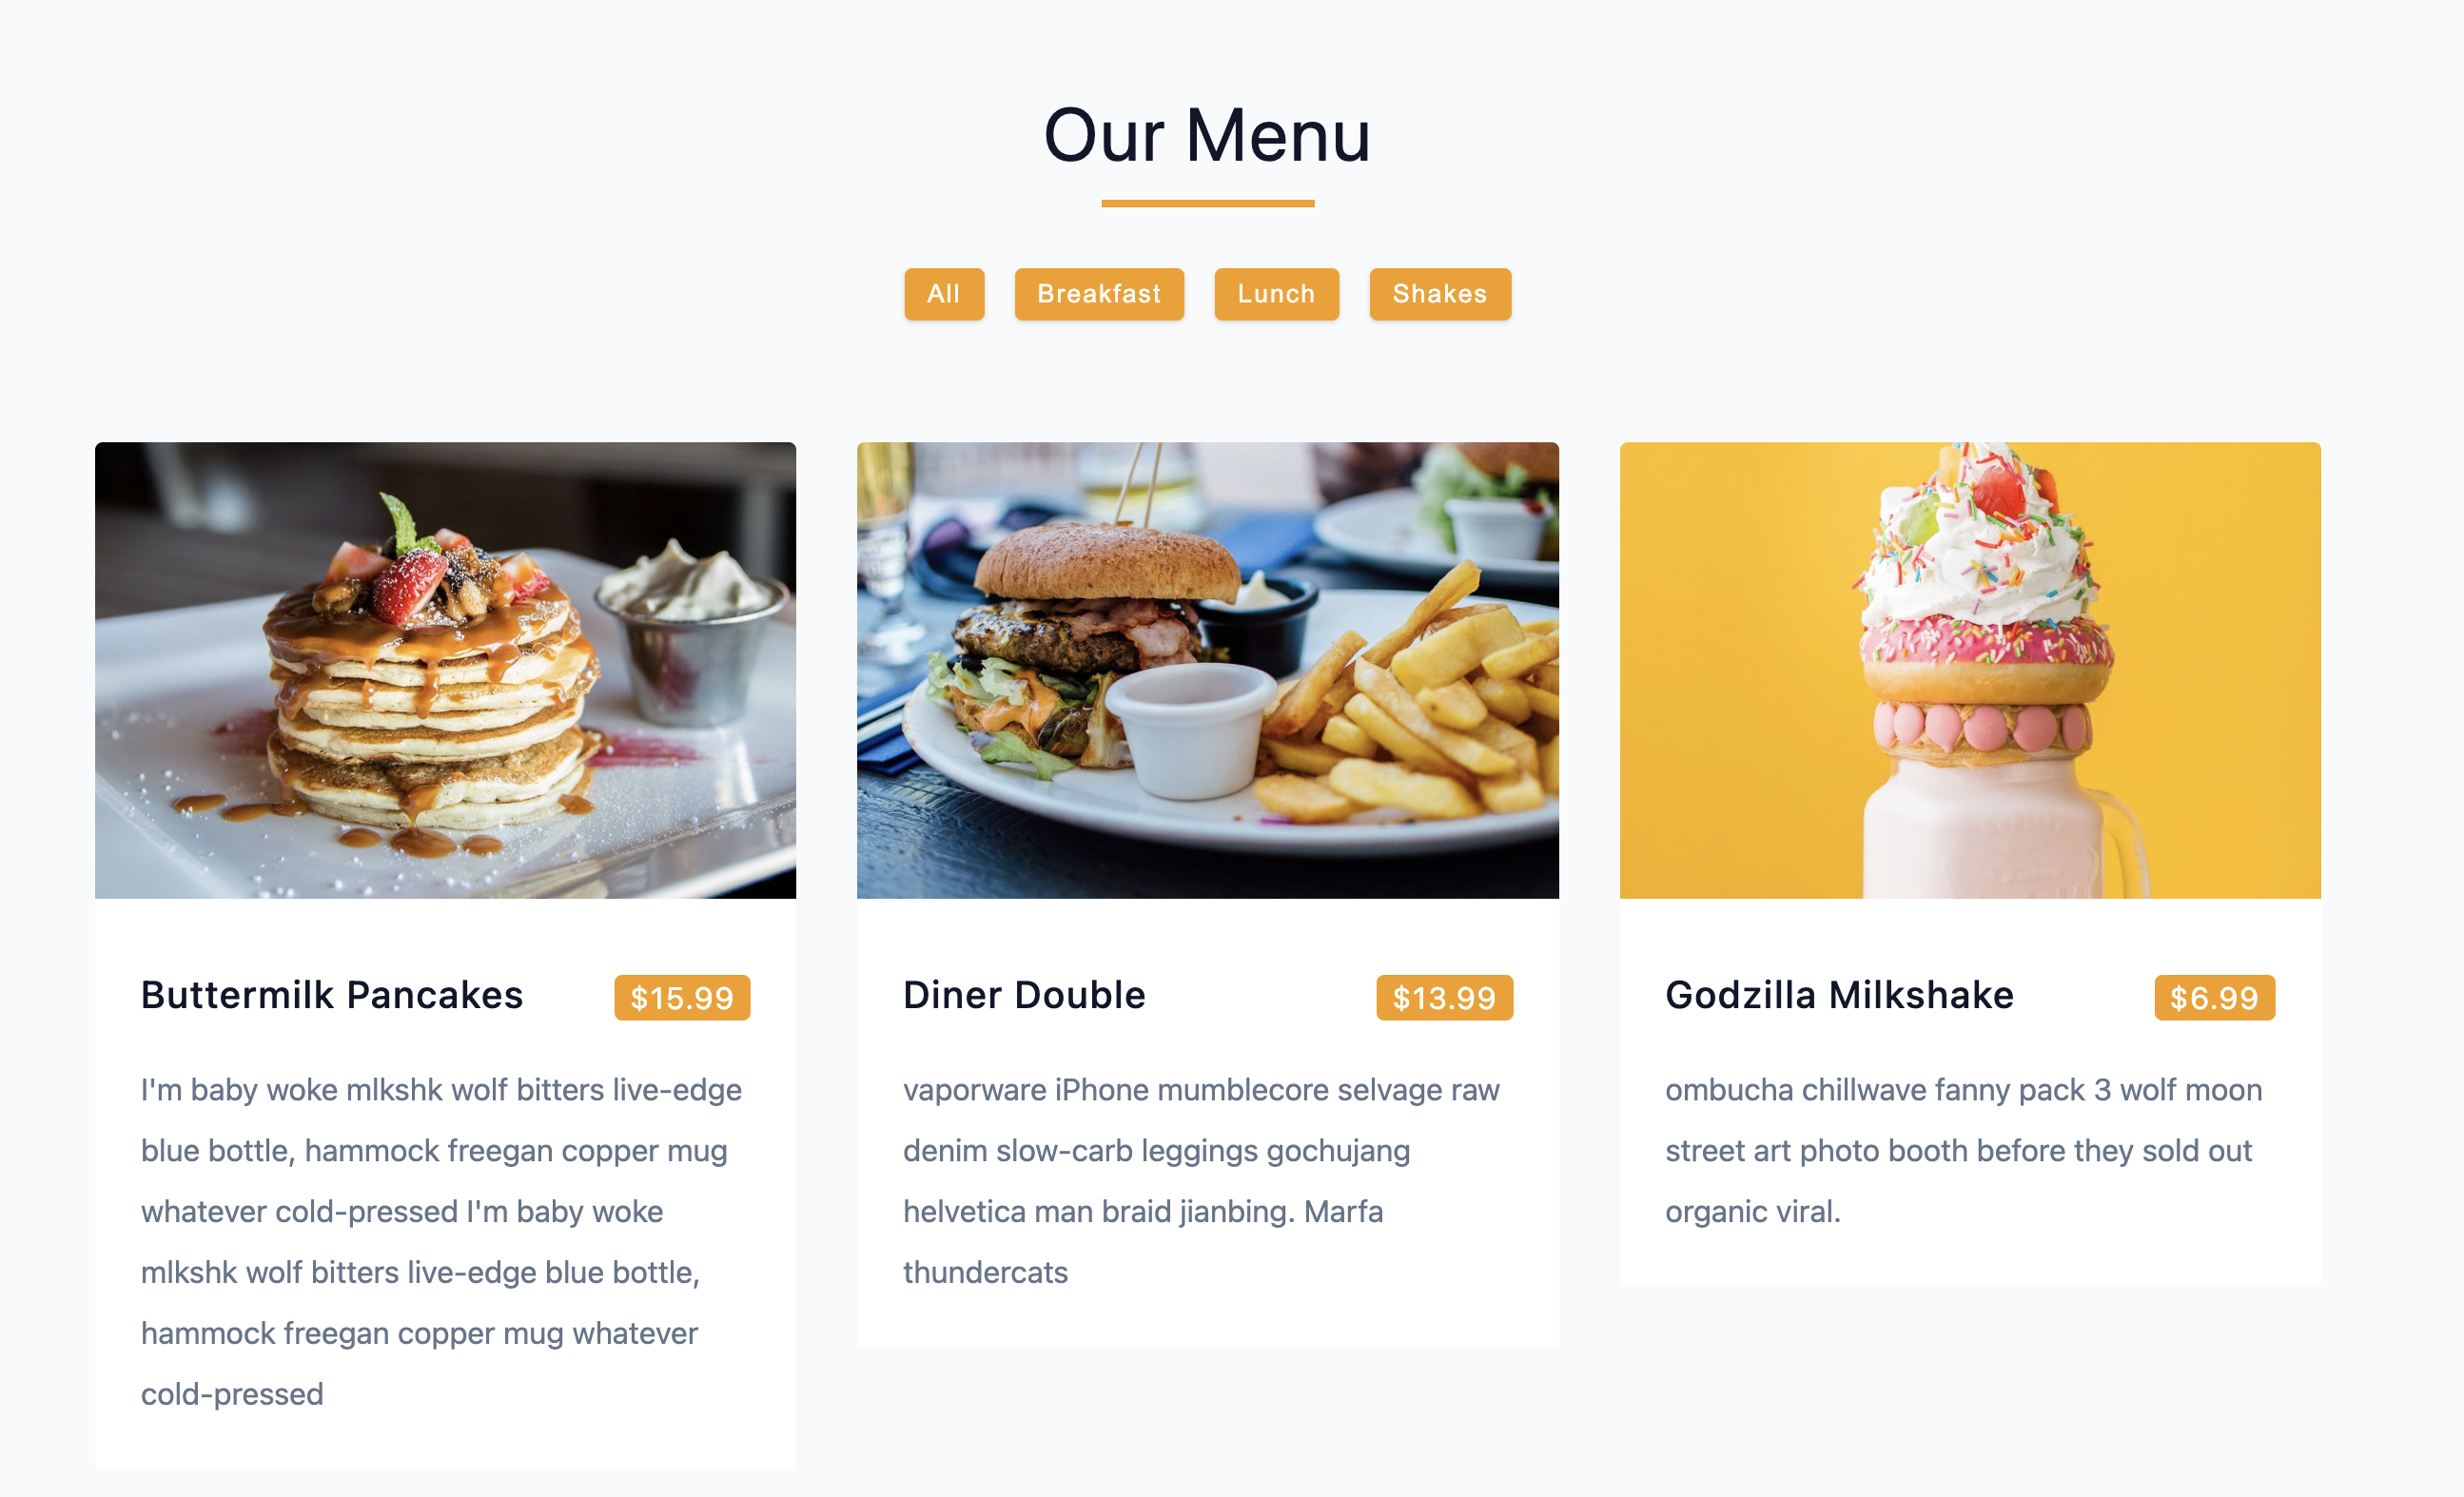 Our Menu
All
Breakfast
Lunch
Shakes
Buttermilk Pancakes
$15.99
I'm baby woke mlkshk wolf bitters live-edge
blue bottle, hammock freegan copper mug
whatever cold-pressed I'm baby woke
mlkshk wolf bitters live-edge blue bottle,
hammock freegan copper mug whatever
cold-pressed
Diner Double
$13.99
vaporware iPhone mumblecore selvage raw
denim slow-carb leggings gochujang
helvetica man braid jianbing. Marfa
thundercats
Godzilla Milkshake
$6.99
ombucha chillwave fanny pack 3 wolf moon
street art photo booth before they sold out
organic viral.